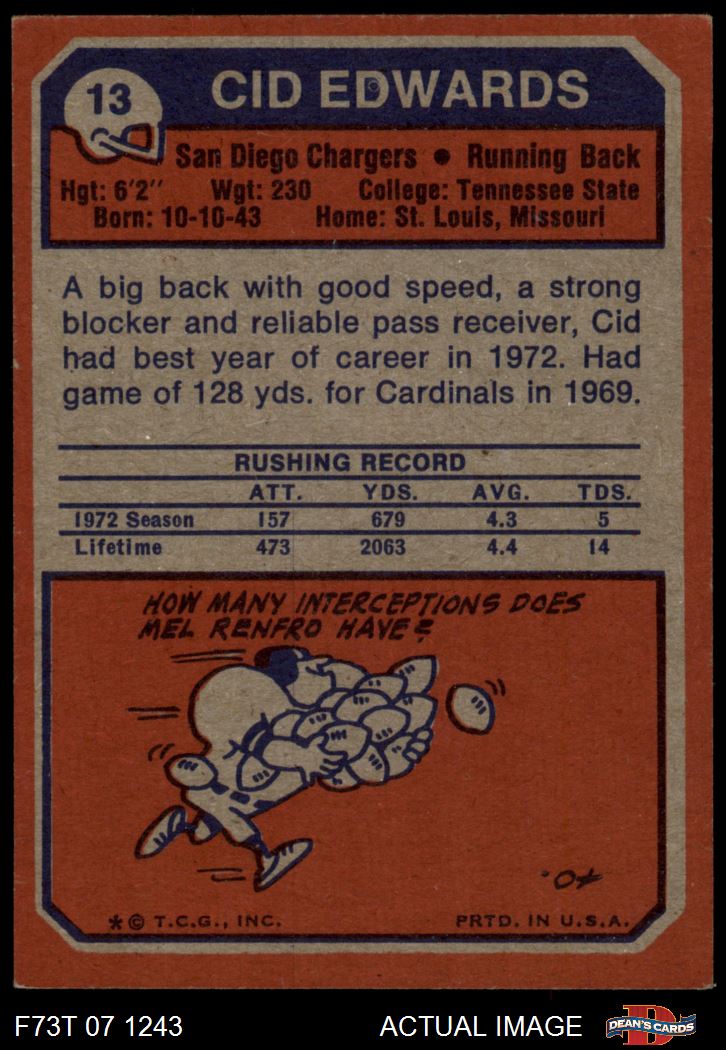 13
CID EDWARDS
San Diego Chargers • Running Back
Hgt: 6'2" Wgt: 230 College: Tennessee State
Born: 10-10-43 Home: St. Louis, Missouri
A big back with good speed, a strong
blocker and reliable pass receiver, Cid
had best year of career in 1972. Had
game of 128 yds. for Cardinals in 1969.
RUSHING RECORD
ATT. YDS. AVG. TDS.
1972 Season 157 679 4.3 5
Lifetime 473 2063 4.4 14
HOW MANY INTERCEPTIONS DOES
MEL RENFRO HAVE?
* © T.C.G., INC. PRTD. IN U.S.A.
F73T 07 1243 ACTUAL IMAGE D DEAN'S CARDS